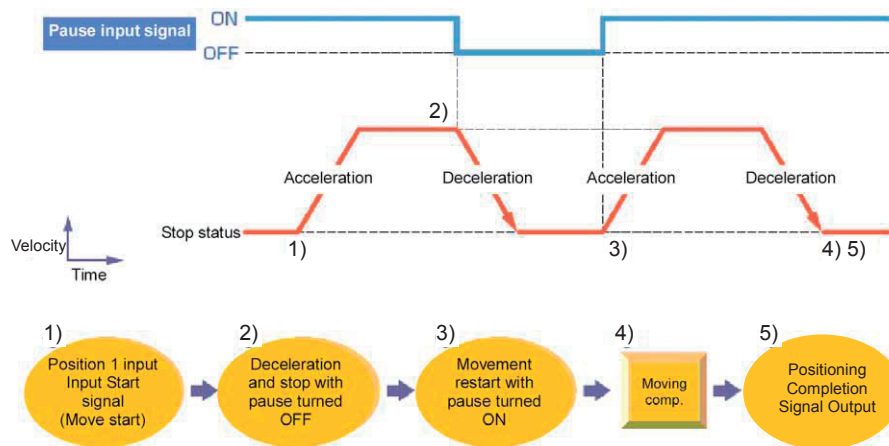 ON
Pause input signal
OFF
2)
Acceleration
Deceleration
Acceleration
Deceleration
Stop status
1)
3)
4) 5)
Velocity
Time
1)
Position 1 input
Input Start
signal
(Move start)
2)
Deceleration
and stop with
pause turned
OFF
3)
Movement
restart with
pause turned
ON
4)
Moving
comp.
5)
Positioning
Completion
Signal Output